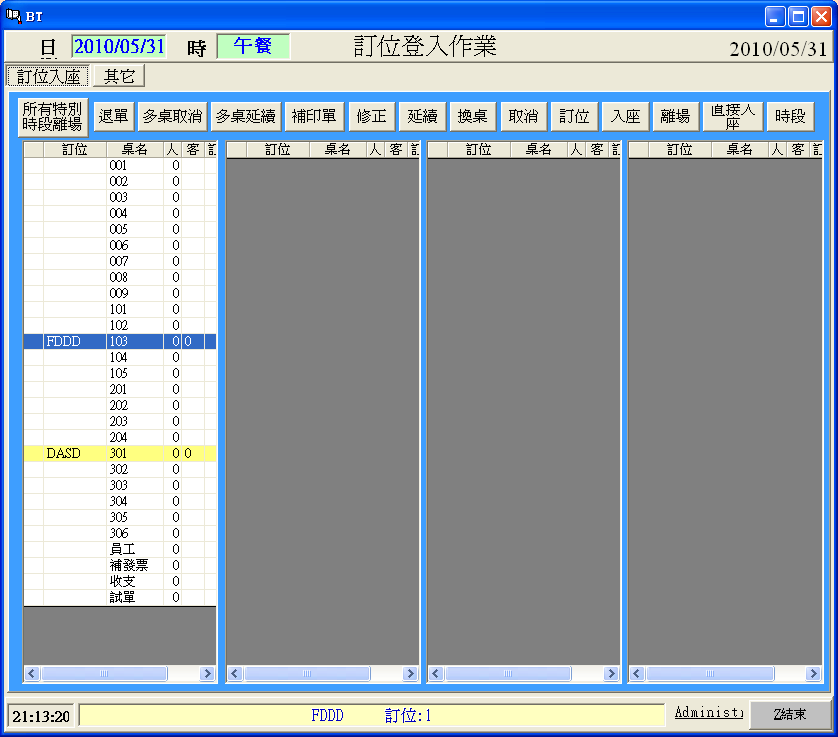 BT
日 2010/05/31 時 午餐 訂位登入作業 2010/05/31
訂位入座 其它
所有特別時段離場 退單 多桌取消 多桌延續 補印單 修正 延續 換桌 取消 訂位 入座 離場 直接入座 時段
訂位 桌名 人 客 訂 訂位 桌名 人 客 訂 訂位 桌名 人 客 訂 訂位 桌名 人 客 訂
001 0
002 0
003 0
004 0
005 0
006 0
007 0
008 0
009 0
101 0
102 0
FDDD 103 0 0
104 0
105 0
201 0
202 0
203 0
204 0
DASD 301 0 0
302 0
303 0
304 0
305 0
306 0
員工 0
補發票 0
收支 0
試單 0
21:13:20 FDDD 訂位:1 Administ Z結束